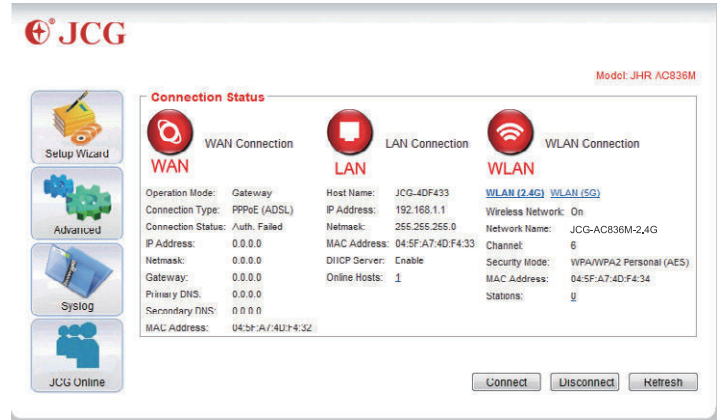 JCG
Model: JHR AC836M
Connection Status
WAN Connection
WAN
LAN Connection
LAN
WLAN Connection
WLAN
Setup Wizard
Advanced
Syslog
JCG Online
Operation Mode: Gateway
Connection Type: PPPoE (ADSL)
Connection Status: Auth. Failed
IP Address: 0.0.0.0
Netmask: 0.0.0.0
Gateway: 0.0.0.0
Primary DNS: 0.0.0.0
Secondary DNS: 0.0.0.0
MAC Address: 04:5F:A7:4D:F4:32
Host Name: JCG-4DF433
IP Address: 192.168.1.1
Netmask: 255.255.255.0
MAC Address: 04:5F:A7:4D:F4:33
DHCP Server: Enable
Online Hosts: 1
WLAN (2.4G) WLAN (5G)
Wireless Network: On
Network Name: JCG-AC836M-2.4G
Channel: 6
Security Mode: WPA/WPA2 Personal (AES)
MAC Address: 04:5F:A7:4D:F4:34
Stations: 0
Connect Disconnect Refresh